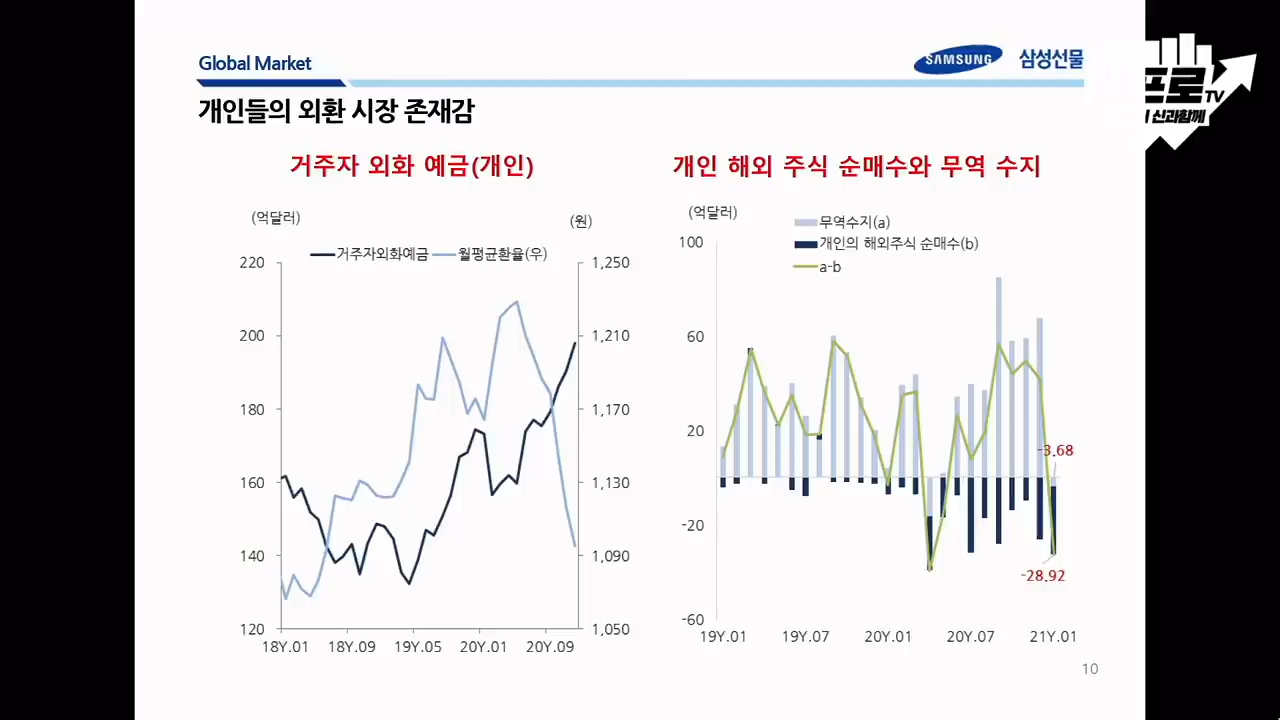 Global Market
SAMSUNG 삼성선물
프로TV
신과함께
개인들의 외환 시장 존재감
거주자 외화 예금(개인)
(억달러)
(원)
거주자외화예금
월평균환율(우)
220
200
180
160
140
120
1,250
1,210
1,170
1,130
1,090
1,050
18Y.01 18Y.09 19Y.05 20Y.01 20Y.09
개인 해외 주식 순매수와 무역 수지
(억달러)
무역수지(a)
개인의 해외주식 순매수(b)
a-b
100
60
20
-20
-60
-3.68
-28.92
19Y.01 19Y.07 20Y.01 20Y.07 21Y.01
10